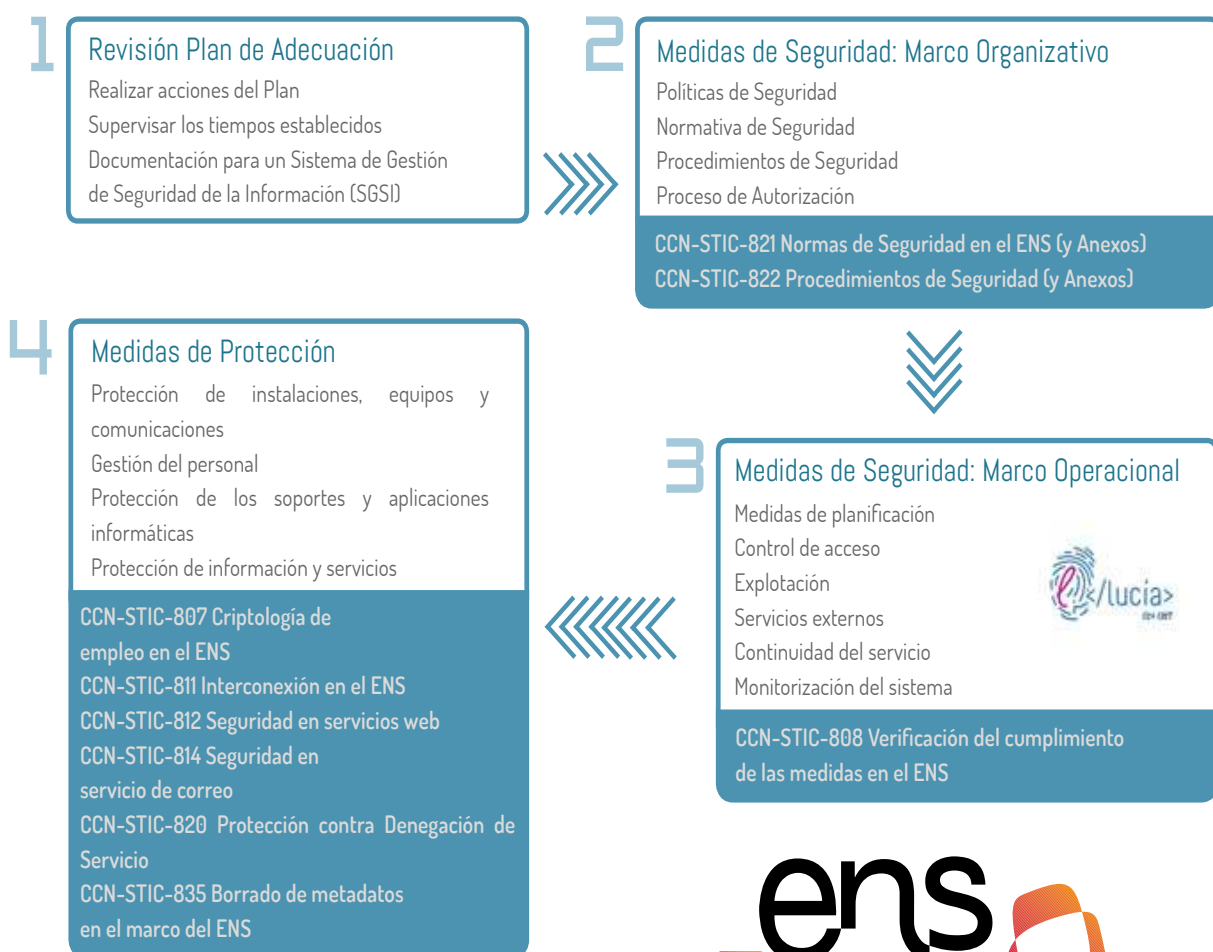 1
Revisión Plan de Adecuación
Realizar acciones del Plan
Supervisar los tiempos establecidos
Documentación para un Sistema de Gestión
de Seguridad de la Información (SGSI)
2
Medidas de Seguridad: Marco Organizativo
Políticas de Seguridad
Normativa de Seguridad
Procedimientos de Seguridad
Proceso de Autorización
CCN-STIC-821 Normas de Seguridad en el ENS (y Anexos)
CCN-STIC-822 Procedimientos de Seguridad (y Anexos)
3
Medidas de Seguridad: Marco Operacional
Medidas de planificación
Control de acceso
Explotación
Servicios externos
Continuidad del servicio
Monitorización del sistema
</lucia>
CCN-STIC-808 Verificación del cumplimiento
de las medidas en el ENS
4
Medidas de Protección
Protección de instalaciones, equipos y
comunicaciones
Gestión del personal
Protección de los soportes y aplicaciones
informáticas
Protección de información y servicios
CCN-STIC-807 Criptología de
empleo en el ENS
CCN-STIC-811 Interconexión en el ENS
CCN-STIC-812 Seguridad en servicios web
CCN-STIC-814 Seguridad en
servicio de correo
CCN-STIC-820 Protección contra Denegación de
Servicio
CCN-STIC-835 Borrado de metadatos
en el marco del ENS
ens